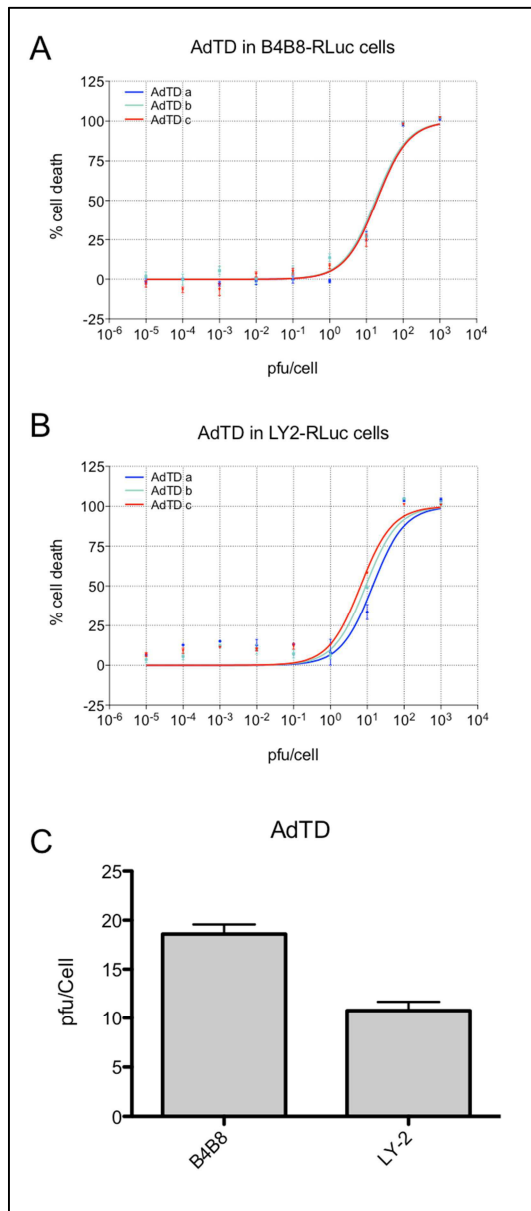 A
AdTD in B4B8-RLuc cells
125
100
75
50
25
0
-25
% cell death
AdTD a
AdTD b
AdTD c
10⁻⁶ 10⁻⁵ 10⁻⁴ 10⁻³ 10⁻² 10⁻¹ 10⁰ 10¹ 10² 10³ 10⁴
pfu/cell
B
AdTD in LY2-RLuc cells
125
100
75
50
25
0
-25
% cell death
AdTD a
AdTD b
AdTD c
10⁻⁶ 10⁻⁵ 10⁻⁴ 10⁻³ 10⁻² 10⁻¹ 10⁰ 10¹ 10² 10³ 10⁴
pfu/cell
C
AdTD
25
20
15
10
5
0
pfu/Cell
B4B8
LY-2